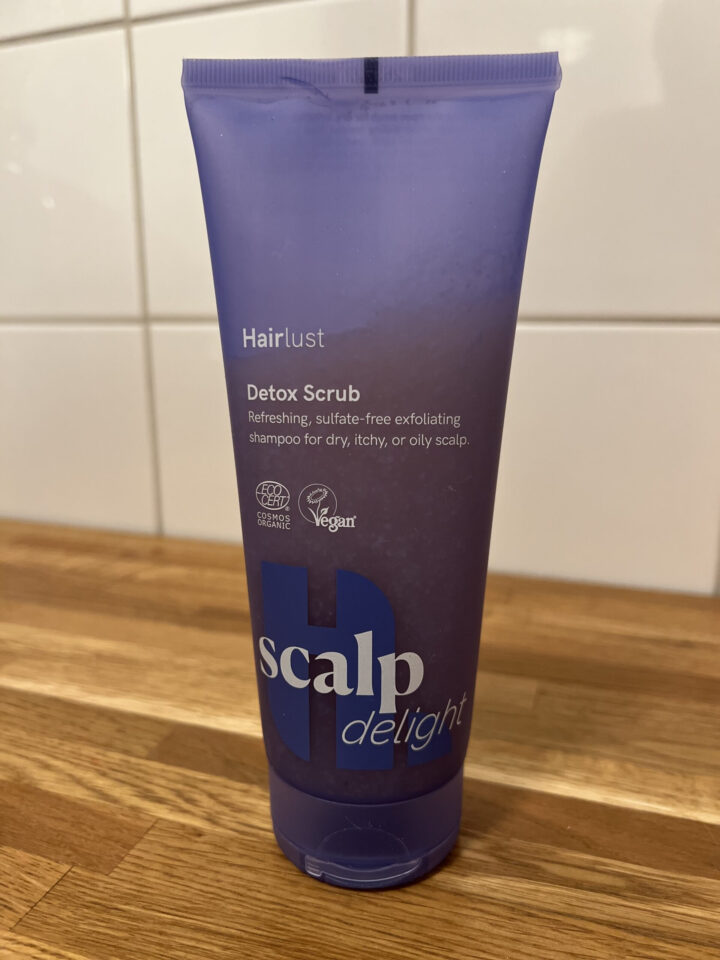 Hairlust
Detox Scrub
Refreshing, sulfate-free exfoliating
shampoo for dry, itchy, or oily scalp.
ECO
CERT®
COSMOS
ORGANIC
Vegan
scalp
delight